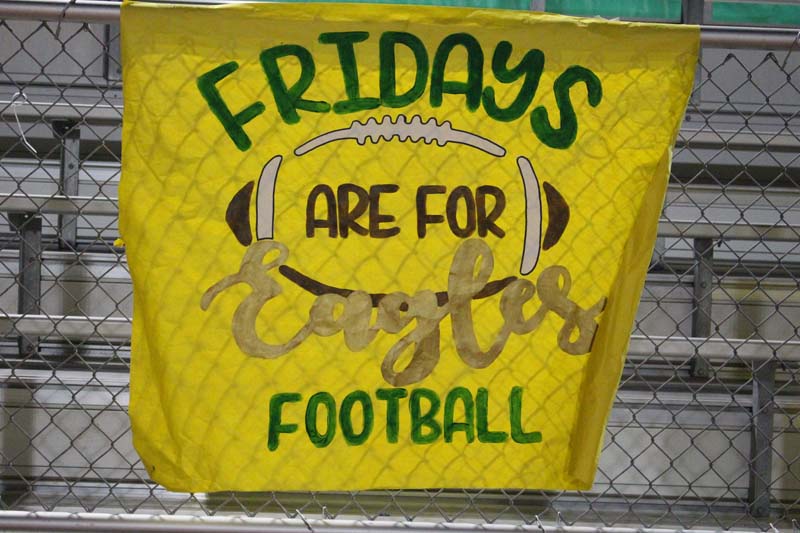 FRIDAYS
ARE FOR
Eagles
FOOTBALL